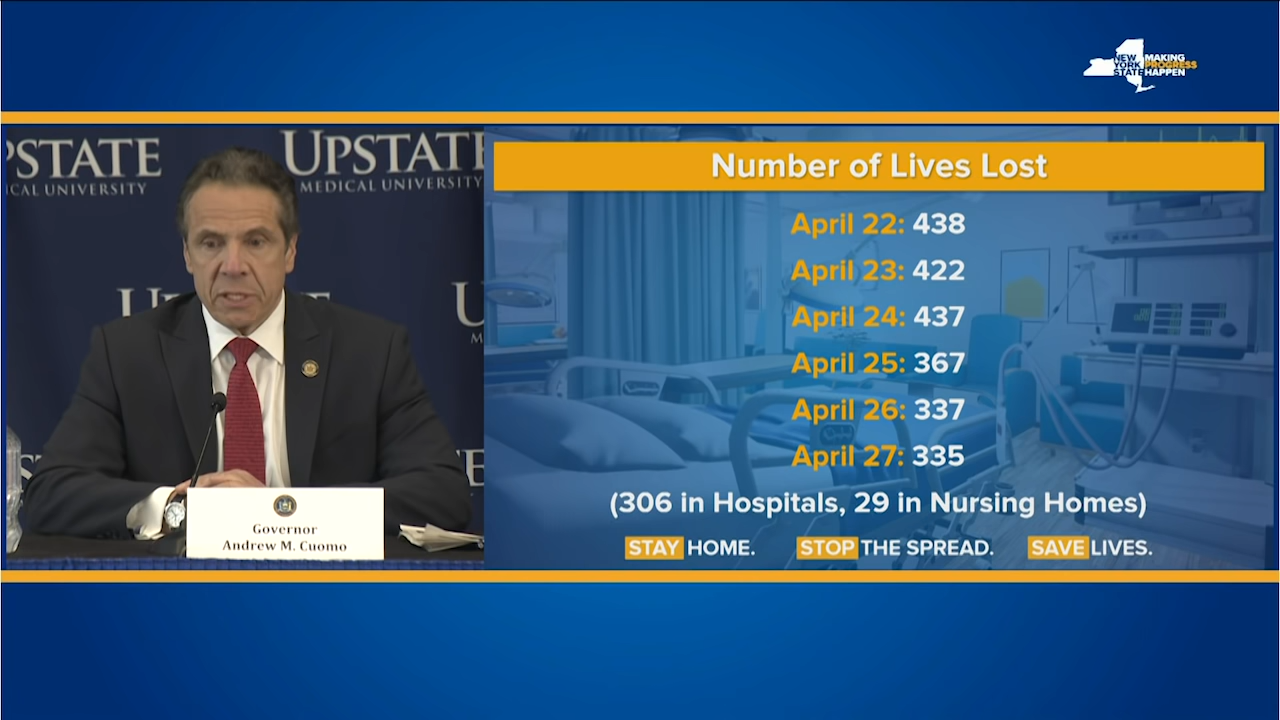 NEW YORK STATE
MAKING PROGRESS HAPPEN
PSTATE
ICAL UNIVERSITY
UPSTATE
MEDICAL UNIVERSITY
Number of Lives Lost
April 22: 438
April 23: 422
April 24: 437
April 25: 367
April 26: 337
April 27: 335
(306 in Hospitals, 29 in Nursing Homes)
STAY HOME. STOP THE SPREAD. SAVE LIVES.
Governor
Andrew M. Cuomo